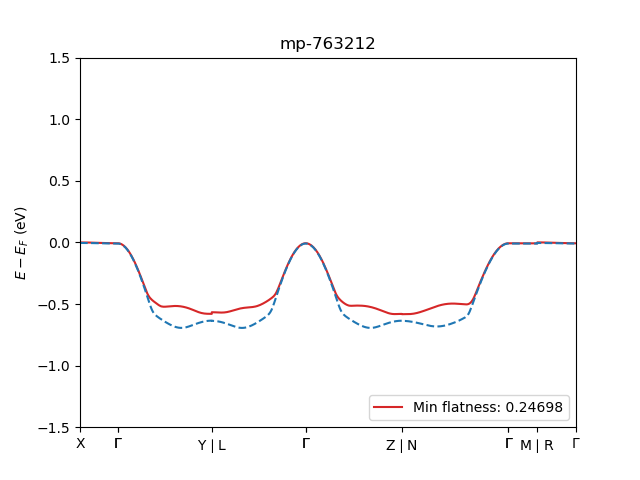 mp-763212
1.5
1.0
0.5
0.0
−0.5
−1.0
−1.5
E − E_F (eV)
Min flatness: 0.24698
X Γ Y | L Γ Z | N Γ M | R Γ